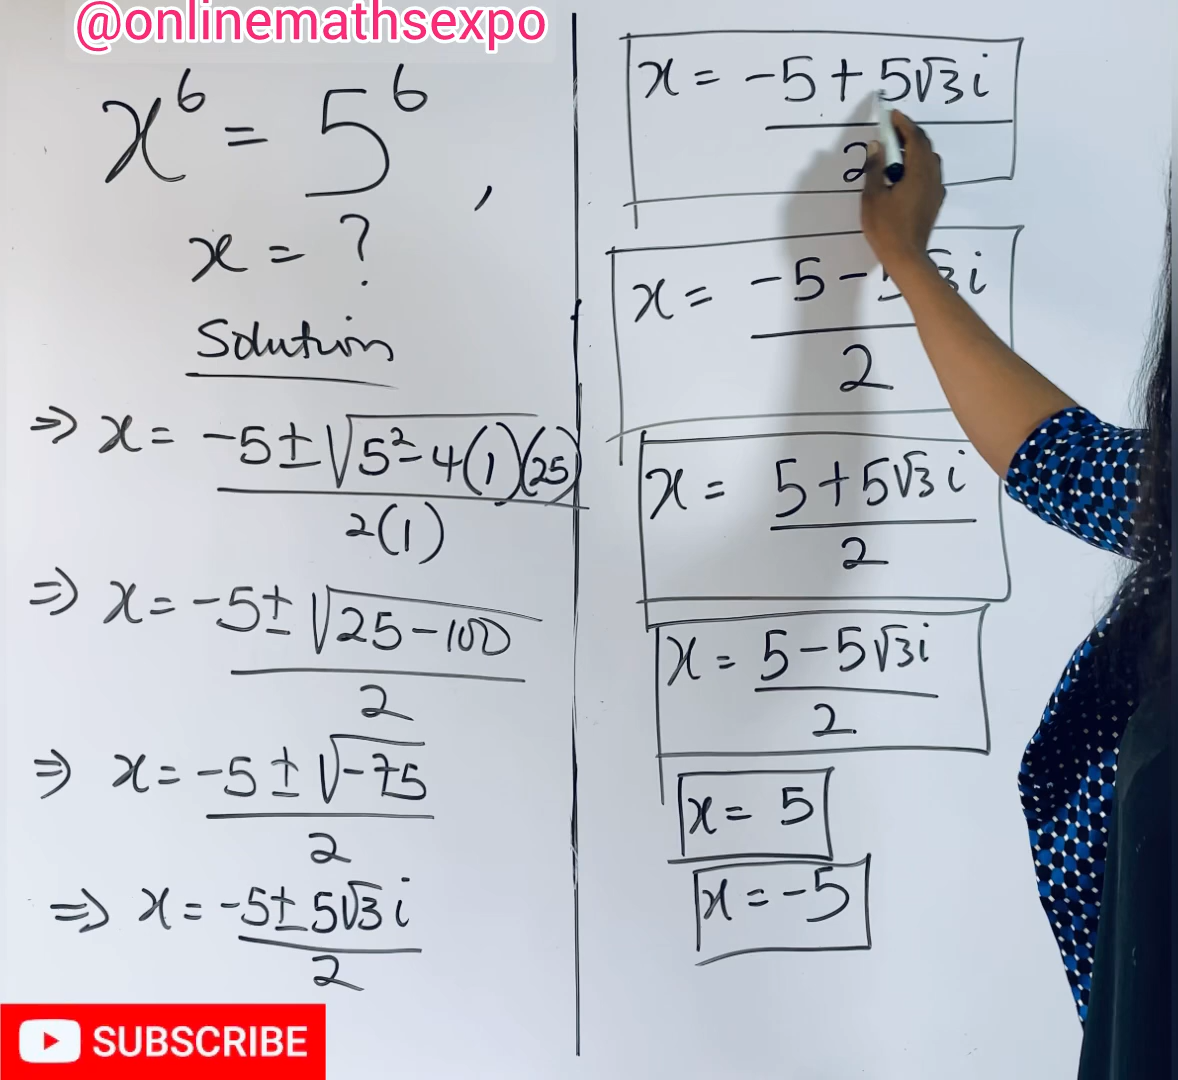 @onlinemathsexpo
x⁶ = 5⁶,
x = ?
Solution
⇒ x = (-5 ± √(5² - 4(1)(25))) / 2(1)
⇒ x = (-5 ± √(25 - 100)) / 2
⇒ x = (-5 ± √(-75)) / 2
⇒ x = (-5 ± 5√3 i) / 2
x = (-5 + 5√3 i) / 2
x = (-5 - 5√3 i) / 2
x = (5 + 5√3 i) / 2
x = (5 - 5√3 i) / 2
x = 5
x = -5
SUBSCRIBE